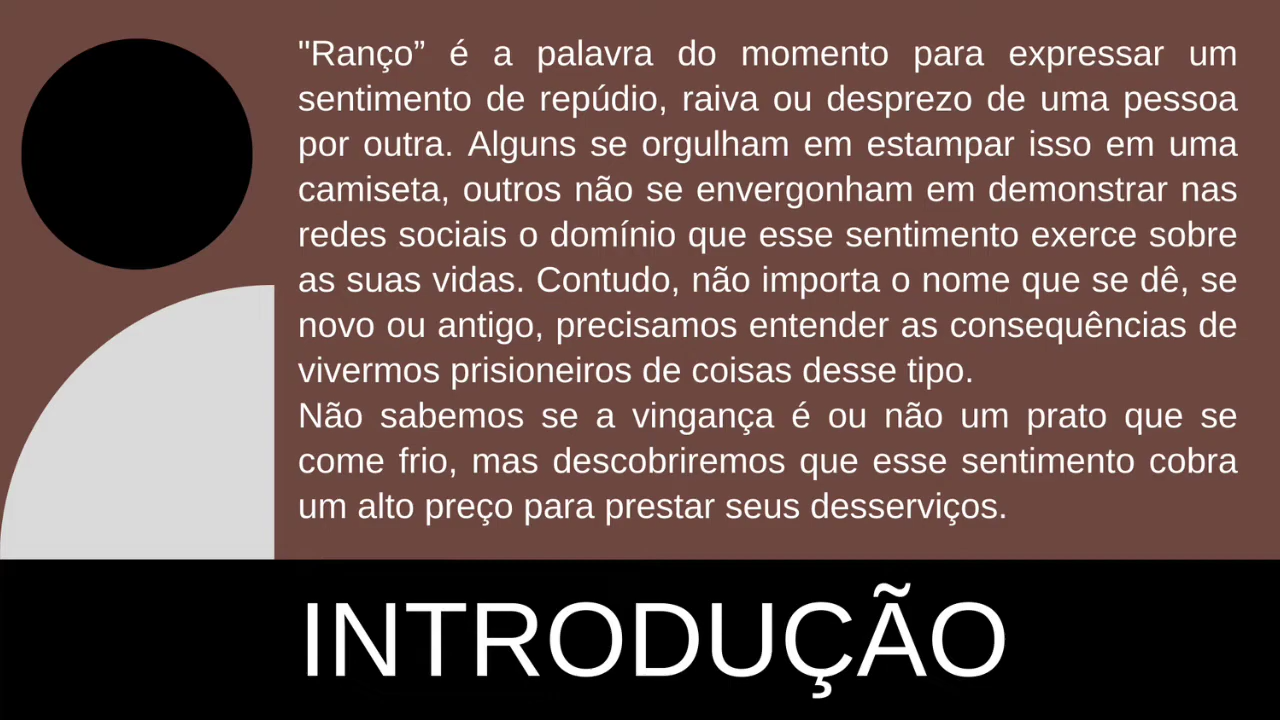 "Ranço” é a palavra do momento para expressar um
sentimento de repúdio, raiva ou desprezo de uma pessoa
por outra. Alguns se orgulham em estampar isso em uma
camiseta, outros não se envergonham em demonstrar nas
redes sociais o domínio que esse sentimento exerce sobre
as suas vidas. Contudo, não importa o nome que se dê, se
novo ou antigo, precisamos entender as consequências de
vivermos prisioneiros de coisas desse tipo.
Não sabemos se a vingança é ou não um prato que se
come frio, mas descobriremos que esse sentimento cobra
um alto preço para prestar seus desserviços.
INTRODUÇÃO